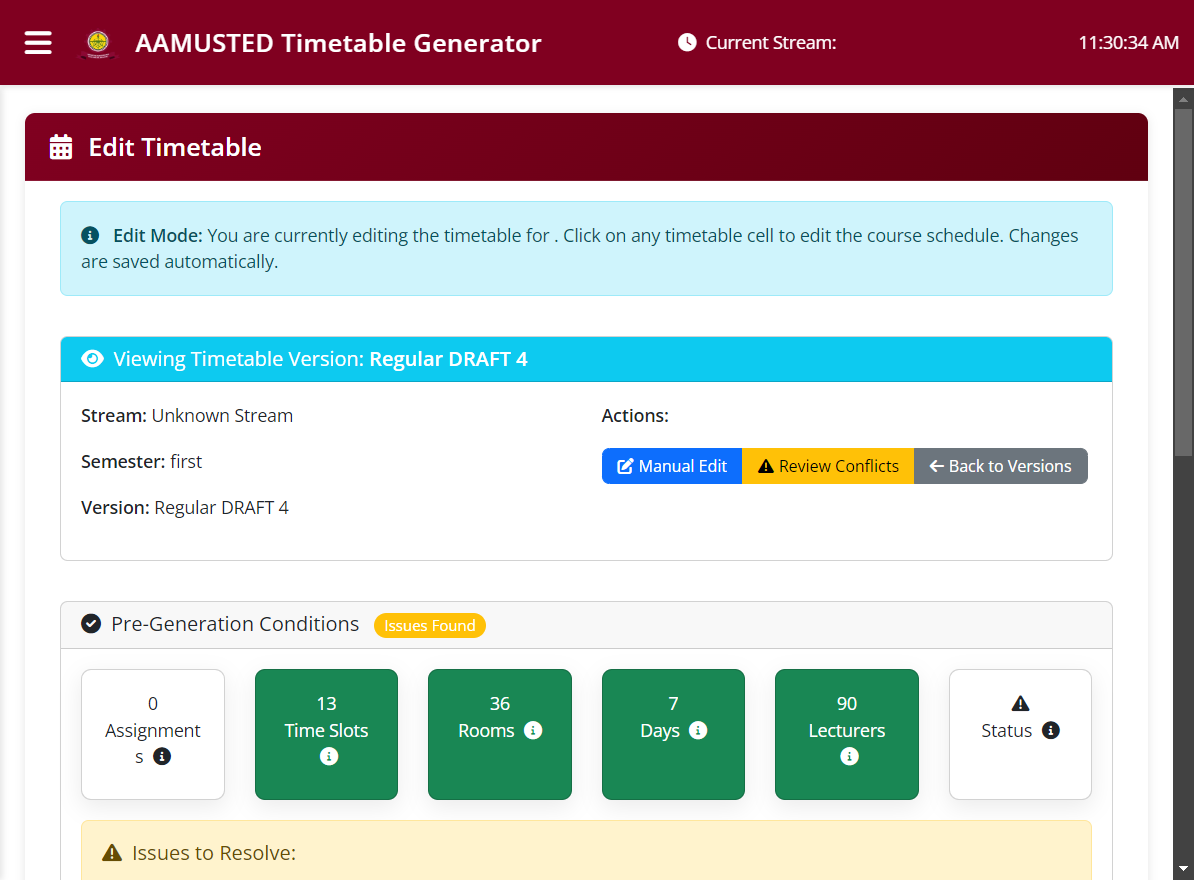 AAMUSTED Timetable Generator
Current Stream:
11:30:34 AM
Edit Timetable
Edit Mode: You are currently editing the timetable for . Click on any timetable cell to edit the course schedule. Changes
are saved automatically.
Viewing Timetable Version: Regular DRAFT 4
Stream: Unknown Stream
Actions:
Semester: first
Manual Edit
Review Conflicts
Back to Versions
Version: Regular DRAFT 4
Pre-Generation Conditions
Issues Found
0
Assignment
s
13
Time Slots
36
Rooms
7
Days
90
Lecturers
Status
Issues to Resolve: